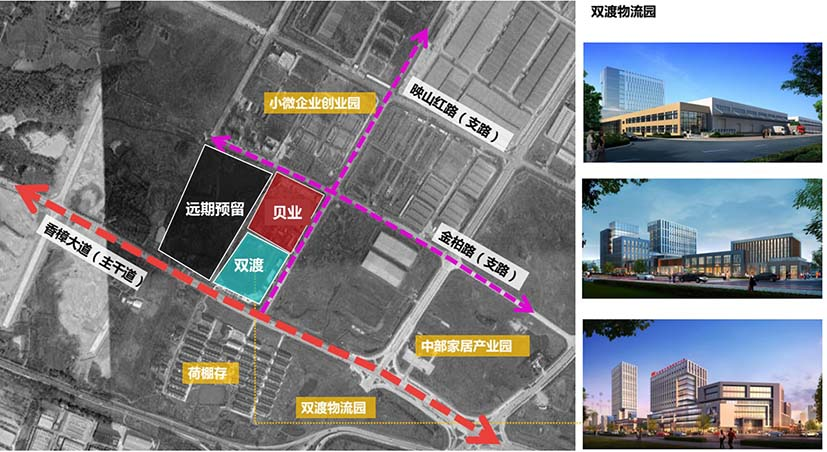 双渡物流园
小微企业创业园
映山红路（支路）
远期预留
贝业
双渡
香樟大道（主干道）
金柏路（支路）
中部家居产业园
荷棚存
双渡物流园